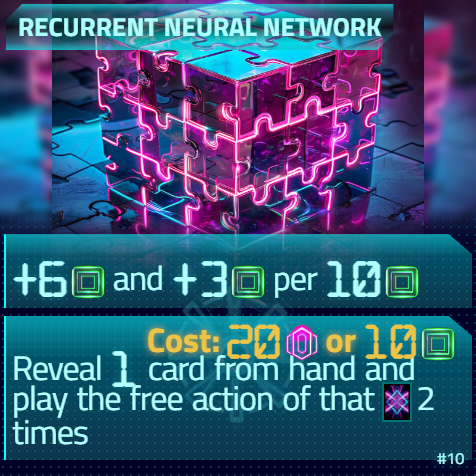 RECURRENT NEURAL NETWORK
+6 and +3 per 10
Cost: 20 or 10
Reveal 1 card from hand and
play the free action of that 2
times
#10